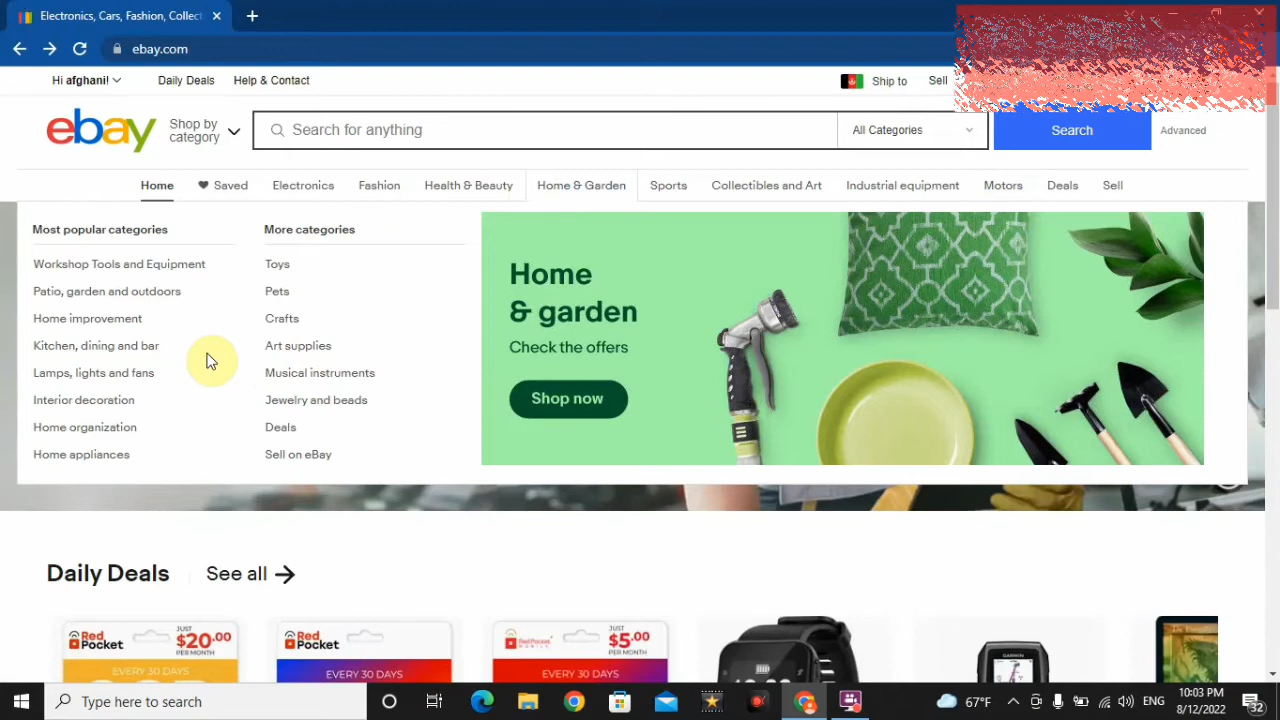 Electronics, Cars, Fashion, Collect
ebay.com
Hi afghani!
Daily Deals
Help & Contact
Ship to
Sell
ebay
Shop by
category
Search for anything
All Categories
Search
Advanced
Home
Saved
Electronics
Fashion
Health & Beauty
Home & Garden
Sports
Collectibles and Art
Industrial equipment
Motors
Deals
Sell
Most popular categories
Workshop Tools and Equipment
Patio, garden and outdoors
Home improvement
Kitchen, dining and bar
Lamps, lights and fans
Interior decoration
Home organization
Home appliances
More categories
Toys
Pets
Crafts
Art supplies
Musical instruments
Jewelry and beads
Deals
Sell on eBay
Home
& garden
Check the offers
Shop now
Daily Deals
See all
Red
Pocket
JUST
$20.00
PER MONTH
EVERY 30 DAYS
Red
Pocket
EVERY 30 DAYS
Red Pocket
MOBILE
JUST
$5.00
PER MONTH
EVERY 30 DAYS
GARMIN
Type here to search
67°F
ENG
10:03 PM
8/12/2022
32